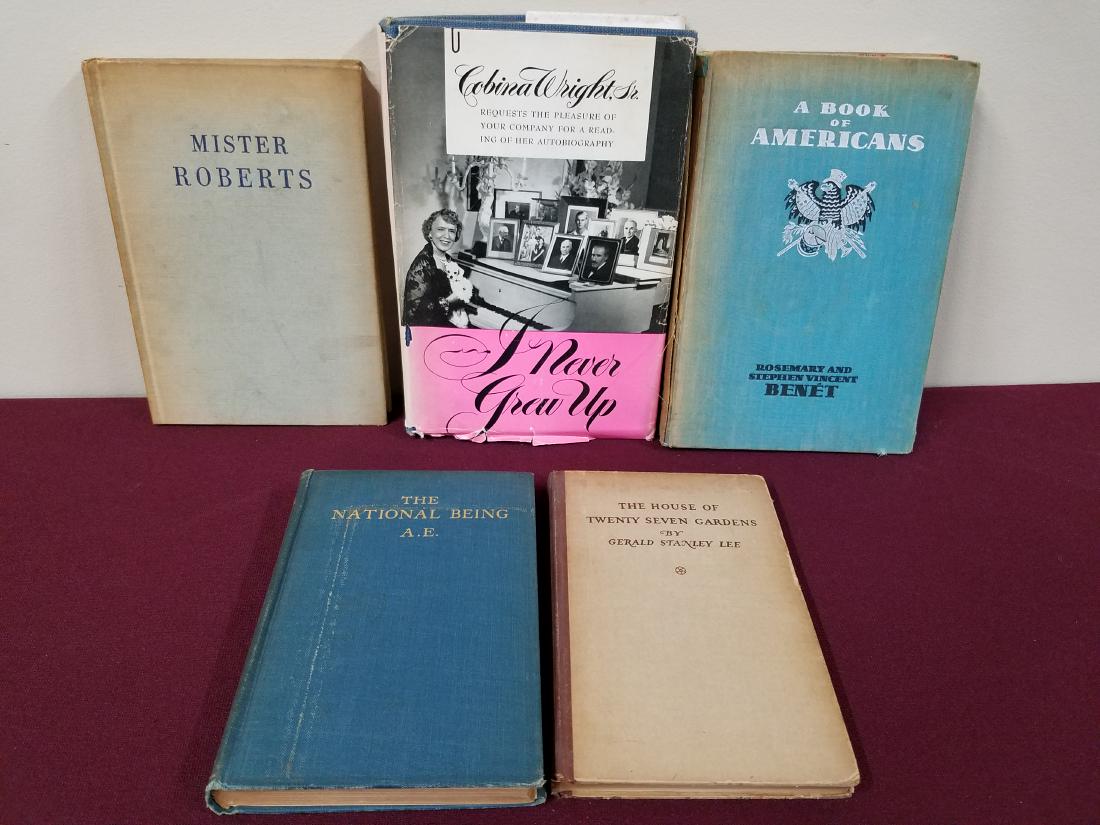 MISTER
ROBERTS
Cobina Wright, Sr.
REQUESTS THE PLEASURE OF
YOUR COMPANY FOR A READ-
ING OF HER AUTOBIOGRAPHY
I Never
Grew Up
A BOOK
OF
AMERICANS
ROSEMARY AND
STEPHEN VINCENT
BENÉT
THE
NATIONAL BEING
A.E.
THE HOUSE OF
TWENTY SEVEN GARDENS
BY
GERALD STANLEY LEE